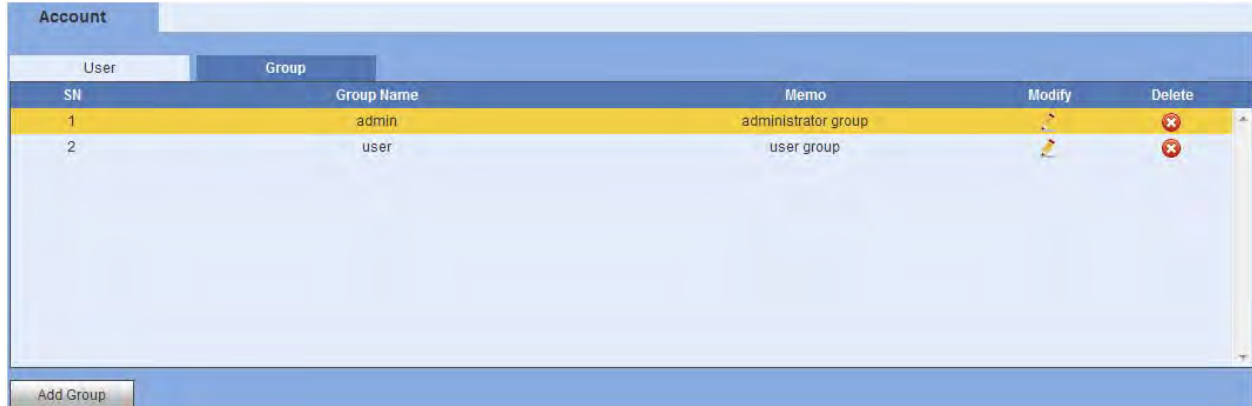 Account
User Group
SN Group Name Memo Modify Delete
1 admin administrator group
2 user user group
Add Group